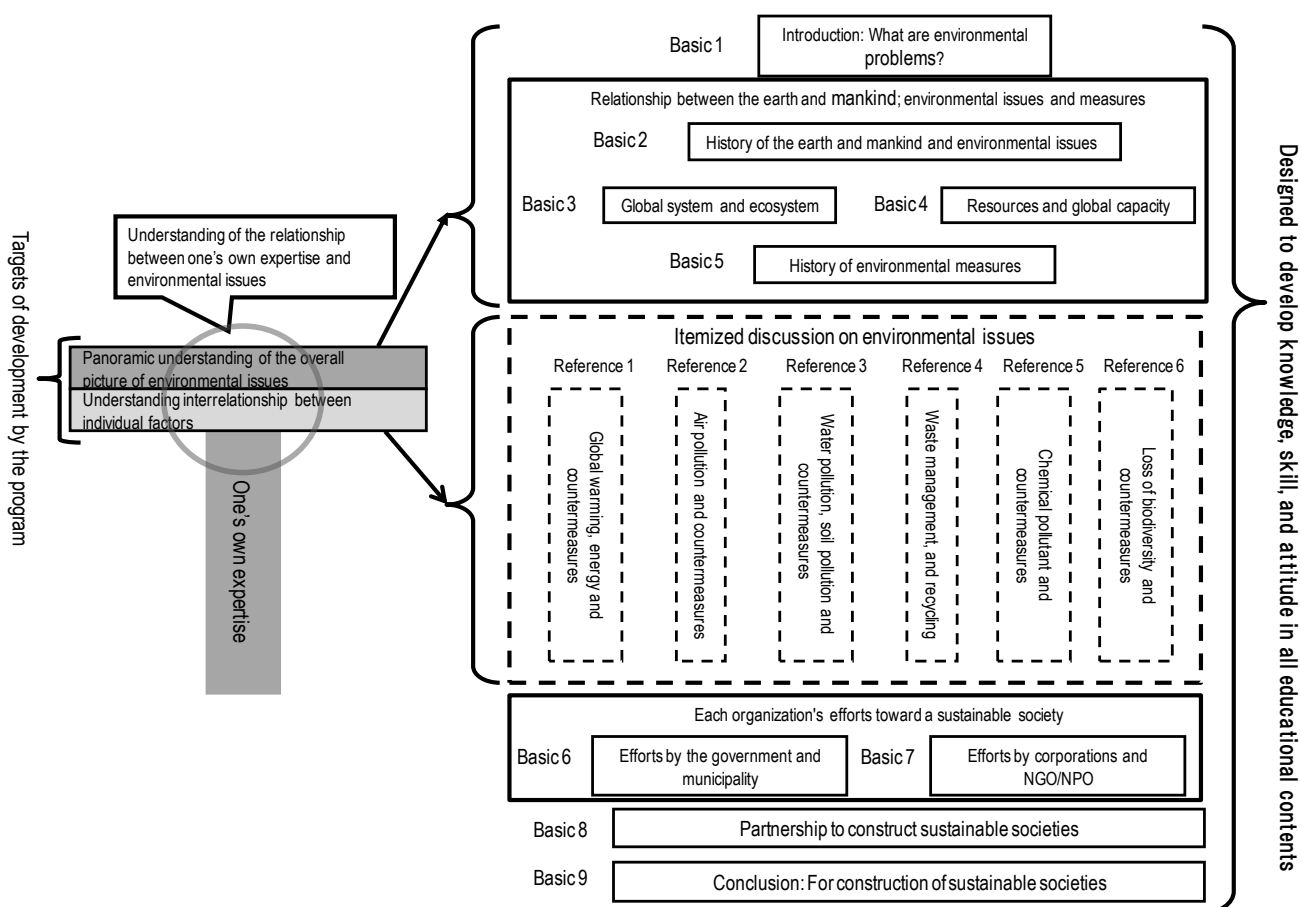 Targets of development by the program
Understanding of the relationship
between one's own expertise and
environmental issues
Panoramic understanding of the overall
picture of environmental issues
Understanding interrelationship between
individual factors
One's own expertise
Basic 1
Introduction: What are environmental
problems?
Relationship between the earth and mankind; environmental issues and measures
Basic 2
History of the earth and mankind and environmental issues
Basic 3
Global system and ecosystem
Basic 4
Resources and global capacity
Basic 5
History of environmental measures
Itemized discussion on environmental issues
Reference 1
Global warming, energy and
countermeasures
Reference 2
Air pollution and countermeasures
Reference 3
Water pollution, soil pollution and
countermeasures
Reference 4
Waste management, and recycling
Reference 5
Chemical pollutant and
countermeasures
Reference 6
Loss of biodiversity and
countermeasures
Each organization's efforts toward a sustainable society
Basic 6
Efforts by the government and
municipality
Basic 7
Efforts by corporations and
NGO/NPO
Basic 8
Partnership to construct sustainable societies
Basic 9
Conclusion: For construction of sustainable societies
Designed to develop knowledge, skill, and attitude in all educational contents